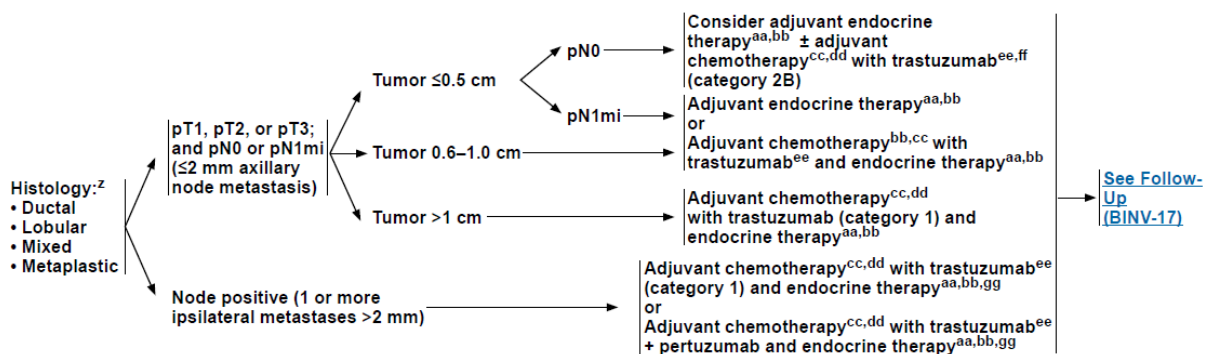 Histology:z
• Ductal
• Lobular
• Mixed
• Metaplastic
pT1, pT2, or pT3;
and pN0 or pN1mi
(≤2 mm axillary
node metastasis)
Node positive (1 or more
ipsilateral metastases >2 mm)
Tumor ≤0.5 cm
Tumor 0.6–1.0 cm
Tumor >1 cm
pN0
pN1mi
Consider adjuvant endocrine
therapyaa,bb ± adjuvant
chemotherapycc,dd with trastuzumabee,ff
(category 2B)
Adjuvant endocrine therapyaa,bb
or
Adjuvant chemotherapybb,cc with
trastuzumabee and endocrine therapyaa,bb
Adjuvant chemotherapycc,dd
with trastuzumab (category 1) and
endocrine therapyaa,bb
Adjuvant chemotherapycc,dd with trastuzumabee
(category 1) and endocrine therapyaa,bb,gg
or
Adjuvant chemotherapycc,dd with trastuzumabee
+ pertuzumab and endocrine therapyaa,bb,gg
See Follow-
Up
(BINV-17)